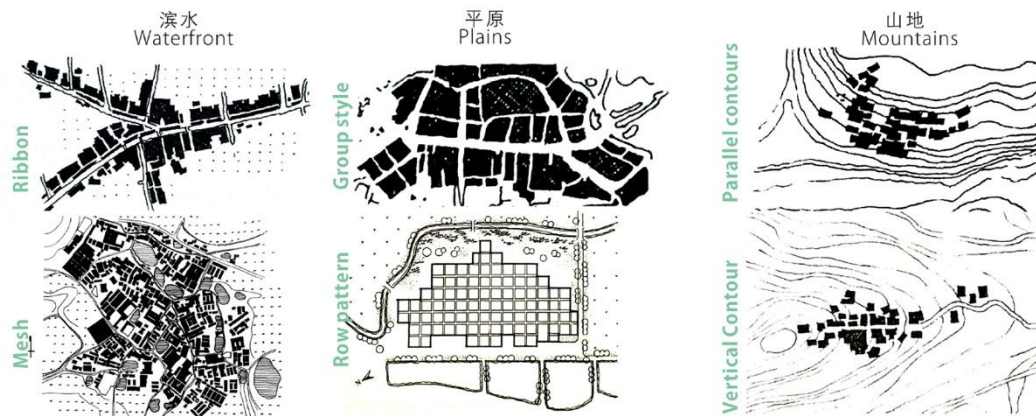 滨水
Waterfront
平原
Plains
山地
Mountains
Ribbon
Group style
Parallel contours
Mesh
Row pattern
Vertical Contour